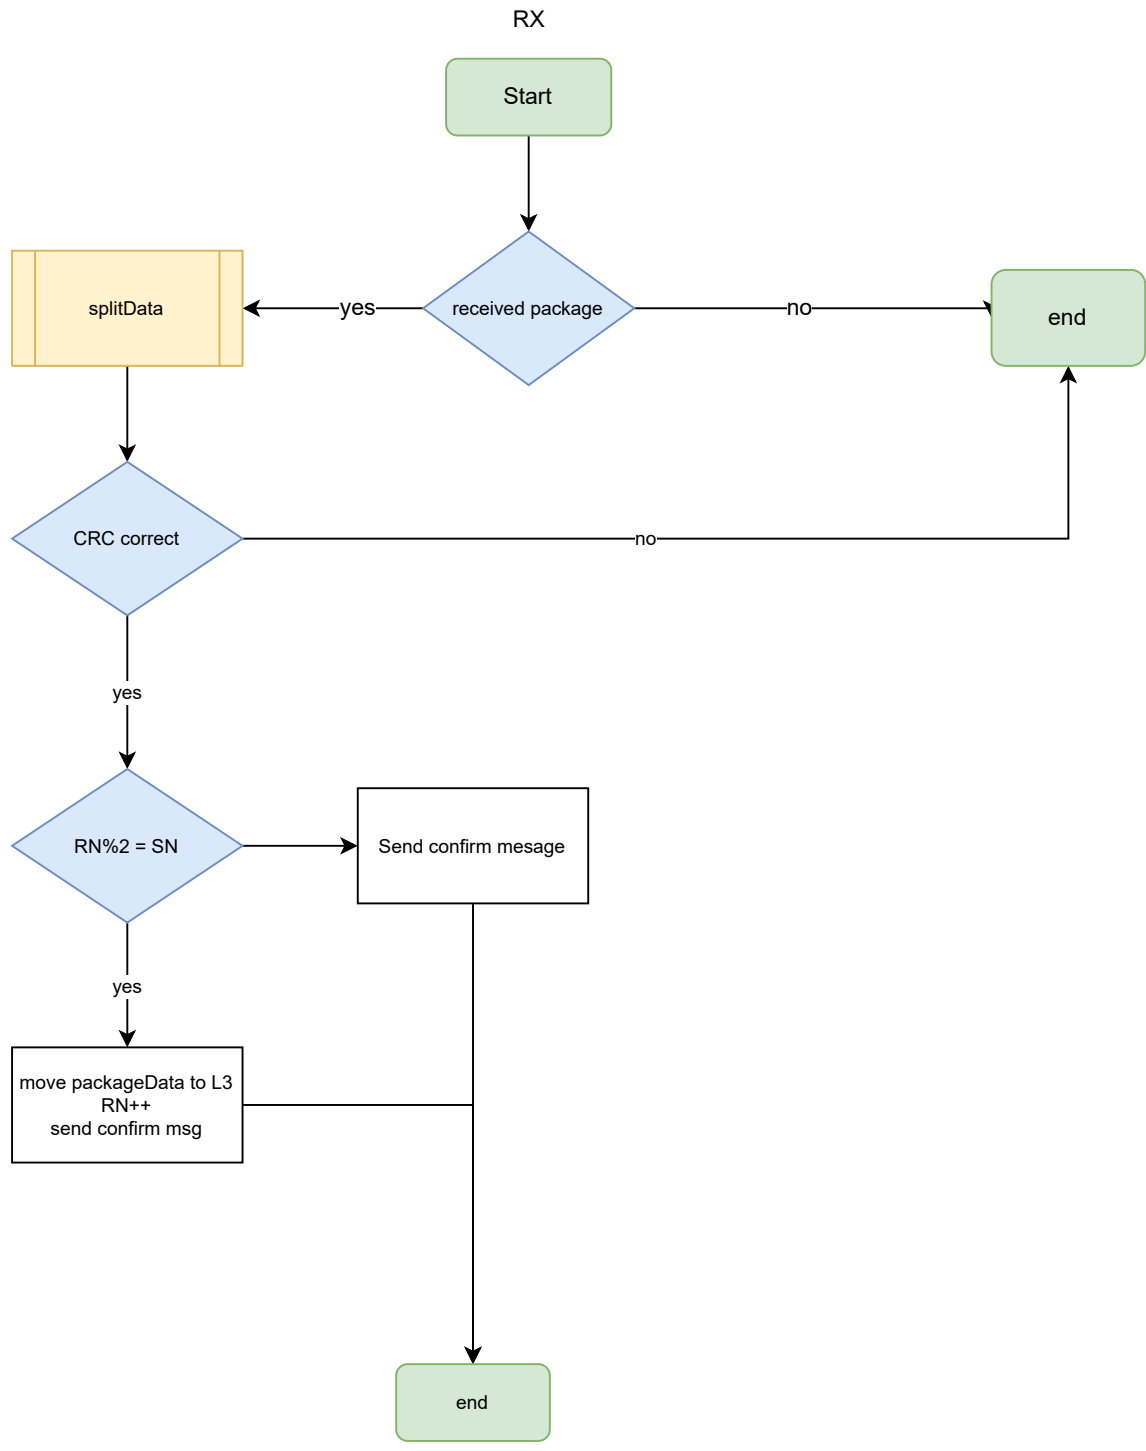 RX
Start
splitData
yes
received package
no
end
CRC correct
no
yes
RN%2 = SN
Send confirm mesage
yes
move packageData to L3
RN++
send confirm msg
end